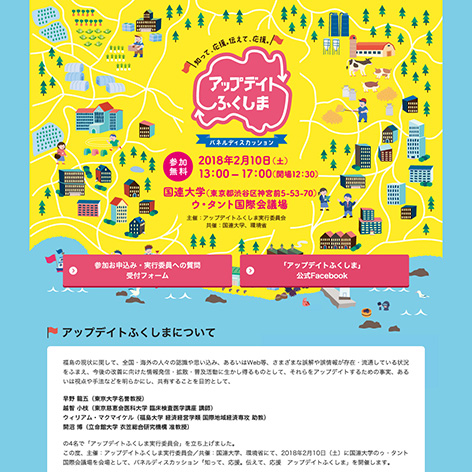 知って、応援。伝えて、応援。
アップデイト
ふくしま
パネルディスカッション
参加
無料
2018年2月10日(土)
13:00 – 17:00(開場12:30)
国連大学(東京都渋谷区神宮前5-53-70)
ウ・タント国際会議場
主催：アップデイトふくしま実行委員会
共催：国連大学、環境省
参加お申込み・実行委員への質問
受付フォーム
「アップデイトふくしま」
公式Facebook
アップデイトふくしまについて
福島の現状に関して、全国・海外の人々の認識や思い込み、あるいはWeb等、さまざまな誤解や誤情報が存在・流通している状況
をふまえ、今後の改善に向けた情報発信・拡散・普及活動に生かし得るものとして、それらをアップデイトするための事実、ある
いは視点や手法などを明らかにし、共有することを目的として、
早野 龍五（東京大学名誉教授）
越智 小枝（東京慈恵会医科大学 臨床検査医学講座 講師）
ウィリアム・マクマイケル（福島大学 経済経営学類 国際地域経済専攻 助教）
開沼 博（立命館大学 衣笠総合研究機構 准教授）
の4名で「アップデイトふくしま実行委員会」を立ち上げました。
この度、主催：アップデイトふくしま実行委員会／共催：国連大学、環境省にて、2018年2月10日（土）に国連大学のウ・タント
国際会議場を会場として、パネルディスカッション「知って、応援。伝えて、応援 アップデイトふくしま」を開催します。